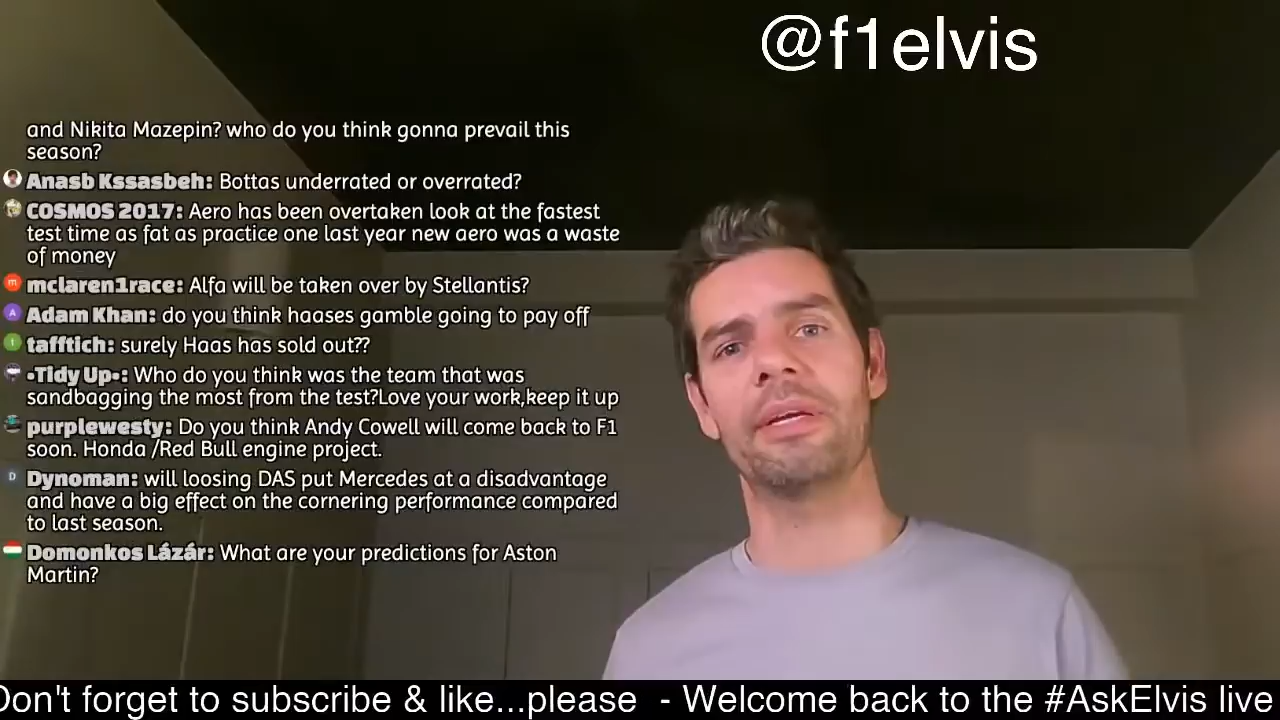 @f1elvis
and Nikita Mazepin? who do you think gonna prevail this
season?
Anasb Kssasbeh: Bottas underrated or overrated?
COSMOS 2017: Aero has been overtaken look at the fastest
test time as fat as practice one last year new aero was a waste
of money
m mclaren1race: Alfa will be taken over by Stellantis?
A Adam Khan: do you think haases gamble going to pay off
t tafftich: surely Haas has sold out??
•Tidy Up•: Who do you think was the team that was
sandbagging the most from the test?Love your work,keep it up
purplewesty: Do you think Andy Cowell will come back to F1
soon. Honda /Red Bull engine project.
D Dynoman: will loosing DAS put Mercedes at a disadvantage
and have a big effect on the cornering performance compared
to last season.
Domonkos Lázár: What are your predictions for Aston
Martin?
Don't forget to subscribe & like...please - Welcome back to the #AskElvis live